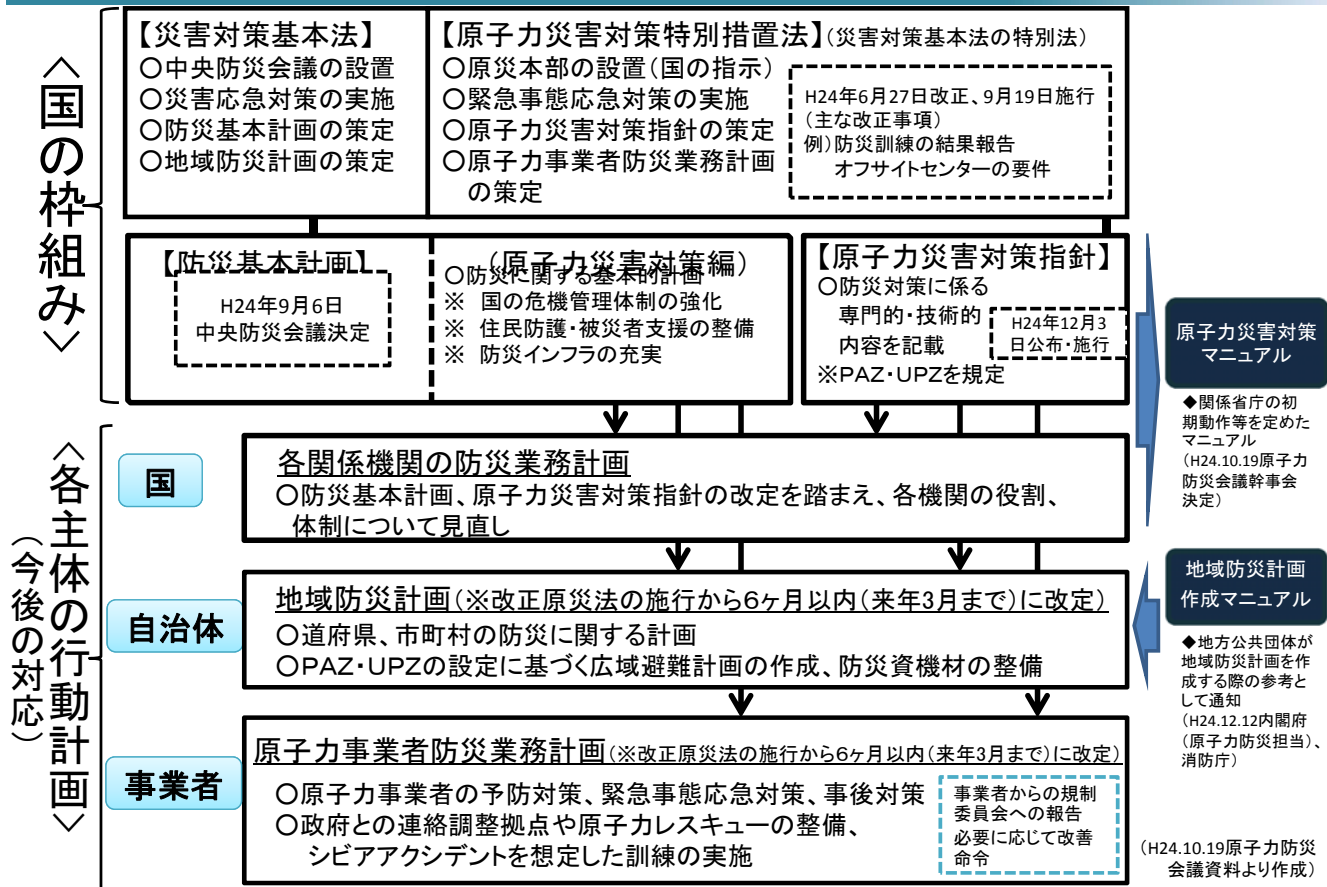 〈国の枠組み〉
【災害対策基本法】
○中央防災会議の設置
○災害応急対策の実施
○防災基本計画の策定
○地域防災計画の策定
【原子力災害対策特別措置法】(災害対策基本法の特別法)
○原災本部の設置(国の指示)
○緊急事態応急対策の実施
○原子力災害対策指針の策定
○原子力事業者防災業務計画
の策定
H24年6月27日改正、9月19日施行
(主な改正事項)
例)防災訓練の結果報告
オフサイトセンターの要件
【防災基本計画】
H24年9月6日
中央防災会議決定
(原子力災害対策編)
○防災に関する基本的計画
※ 国の危機管理体制の強化
※ 住民防護・被災者支援の整備
※ 防災インフラの充実
【原子力災害対策指針】
○防災対策に係る
専門的・技術的
内容を記載
※PAZ・UPZを規定
H24年12月3
日公布・施行
原子力災害対策
マニュアル
◆関係省庁の初
期動作等を定めた
マニュアル
(H24.10.19原子力
防災会議幹事会
決定)
〈各主体の行動計画〉
(今後の対応)
国
各関係機関の防災業務計画
○防災基本計画、原子力災害対策指針の改定を踏まえ、各機関の役割、
体制について見直し
自治体
地域防災計画(※改正原災法の施行から6ヶ月以内(来年3月まで)に改定)
○道府県、市町村の防災に関する計画
○PAZ・UPZの設定に基づく広域避難計画の作成、防災資機材の整備
地域防災計画
作成マニュアル
◆地方公共団体が
地域防災計画を作
成する際の参考と
して通知
(H24.12.12内閣府
(原子力防災担当)、
消防庁)
事業者
原子力事業者防災業務計画(※改正原災法の施行から6ヶ月以内(来年3月まで)に改定)
○原子力事業者の予防対策、緊急事態応急対策、事後対策
○政府との連絡調整拠点や原子力レスキューの整備、
シビアアクシデントを想定した訓練の実施
事業者からの規制
委員会への報告
必要に応じて改善
命令
(H24.10.19原子力防災
会議資料より作成)